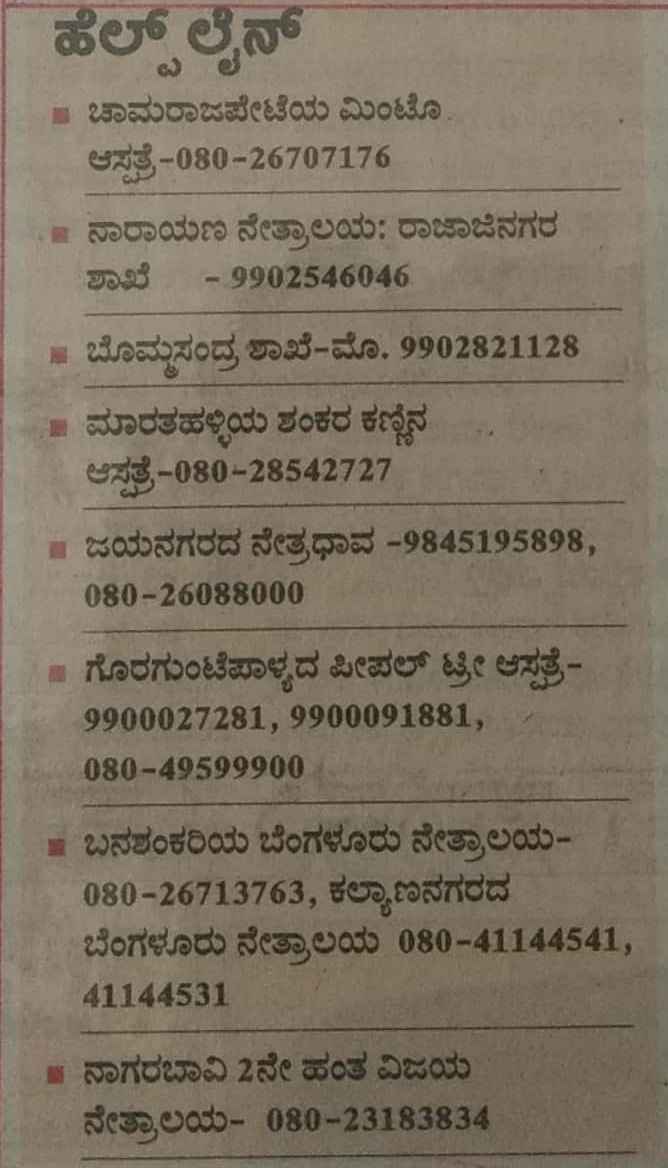 ಹೆಲ್ಪ್ ಲೈನ್
ಚಾಮರಾಜಪೇಟೆಯ ಮಿಂಟೊ
ಆಸ್ಪತ್ರೆ-080-26707176
ನಾರಾಯಣ ನೇತ್ರಾಲಯ: ರಾಜಾಜಿನಗರ
ಶಾಖೆ - 9902546046
ಬೊಮ್ಮಸಂದ್ರ ಶಾಖೆ-ಮೊ. 9902821128
ಮಾರತಹಳ್ಳಿಯ ಶಂಕರ ಕಣ್ಣಿನ
ಆಸ್ಪತ್ರೆ-080-28542727
ಜಯನಗರದ ನೇತ್ರಧಾವ -9845195898,
080-26088000
ಗೊರಗುಂಟೆಪಾಳ್ಯದ ಪೀಪಲ್ ಟ್ರೀ ಆಸ್ಪತ್ರೆ-
9900027281, 9900091881,
080-49599900
ಬನಶಂಕರಿಯ ಬೆಂಗಳೂರು ನೇತ್ರಾಲಯ-
080-26713763, ಕಲ್ಯಾಣನಗರದ
ಬೆಂಗಳೂರು ನೇತ್ರಾಲಯ 080-41144541,
41144531
ನಾಗರಬಾವಿ 2ನೇ ಹಂತ ವಿಜಯ
ನೇತ್ರಾಲಯ- 080-23183834